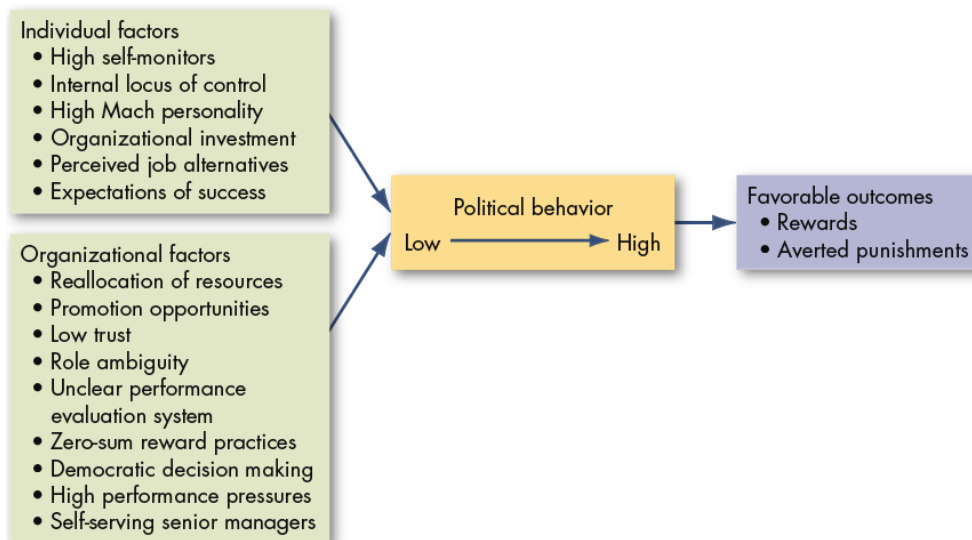 Individual factors
• High self-monitors
• Internal locus of control
• High Mach personality
• Organizational investment
• Perceived job alternatives
• Expectations of success
Organizational factors
• Reallocation of resources
• Promotion opportunities
• Low trust
• Role ambiguity
• Unclear performance
evaluation system
• Zero-sum reward practices
• Democratic decision making
• High performance pressures
• Self-serving senior managers
Political behavior
Low High
Favorable outcomes
• Rewards
• Averted punishments